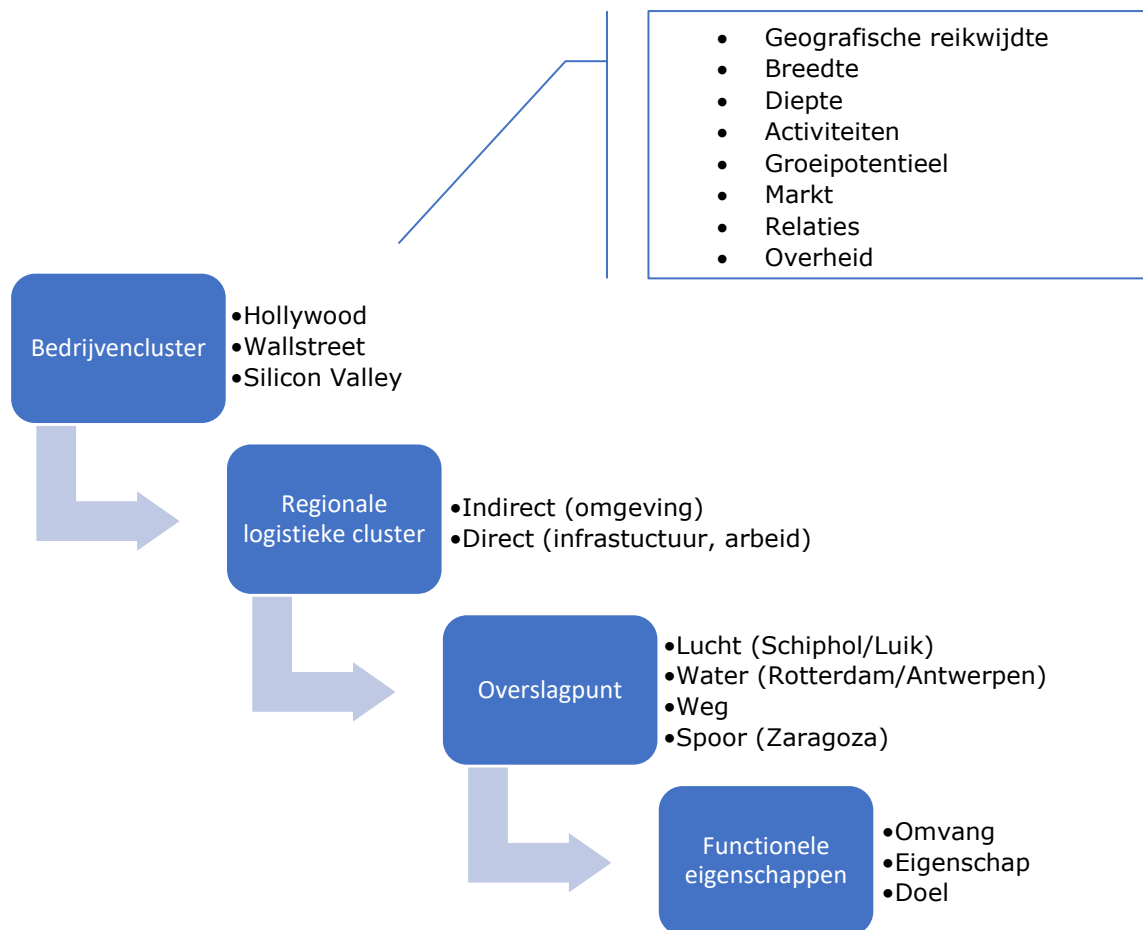 • Geografische reikwijdte
• Breedte
• Diepte
• Activiteiten
• Groeipotentieel
• Markt
• Relaties
• Overheid
Bedrijvencluster
•Hollywood
•Wallstreet
•Silicon Valley
Regionale
logistieke cluster
•Indirect (omgeving)
•Direct (infrastuctuur, arbeid)
Overslagpunt
•Lucht (Schiphol/Luik)
•Water (Rotterdam/Antwerpen)
•Weg
•Spoor (Zaragoza)
Functionele
eigenschappen
•Omvang
•Eigenschap
•Doel